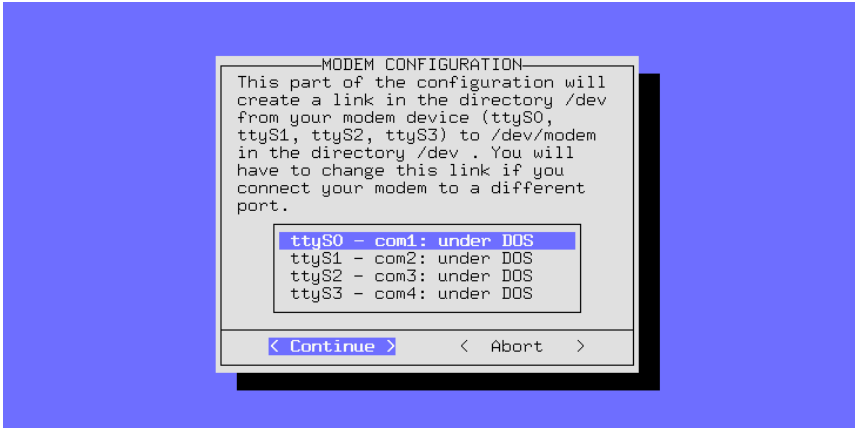 MODEM CONFIGURATION
This part of the configuration will
create a link in the directory /dev
from your modem device (ttyS0,
ttyS1, ttyS2, ttyS3) to /dev/modem
in the directory /dev . You will
have to change this link if you
connect your modem to a different
port.
ttyS0 - com1: under DOS
ttyS1 - com2: under DOS
ttyS2 - com3: under DOS
ttyS3 - com4: under DOS
< Continue > < Abort >